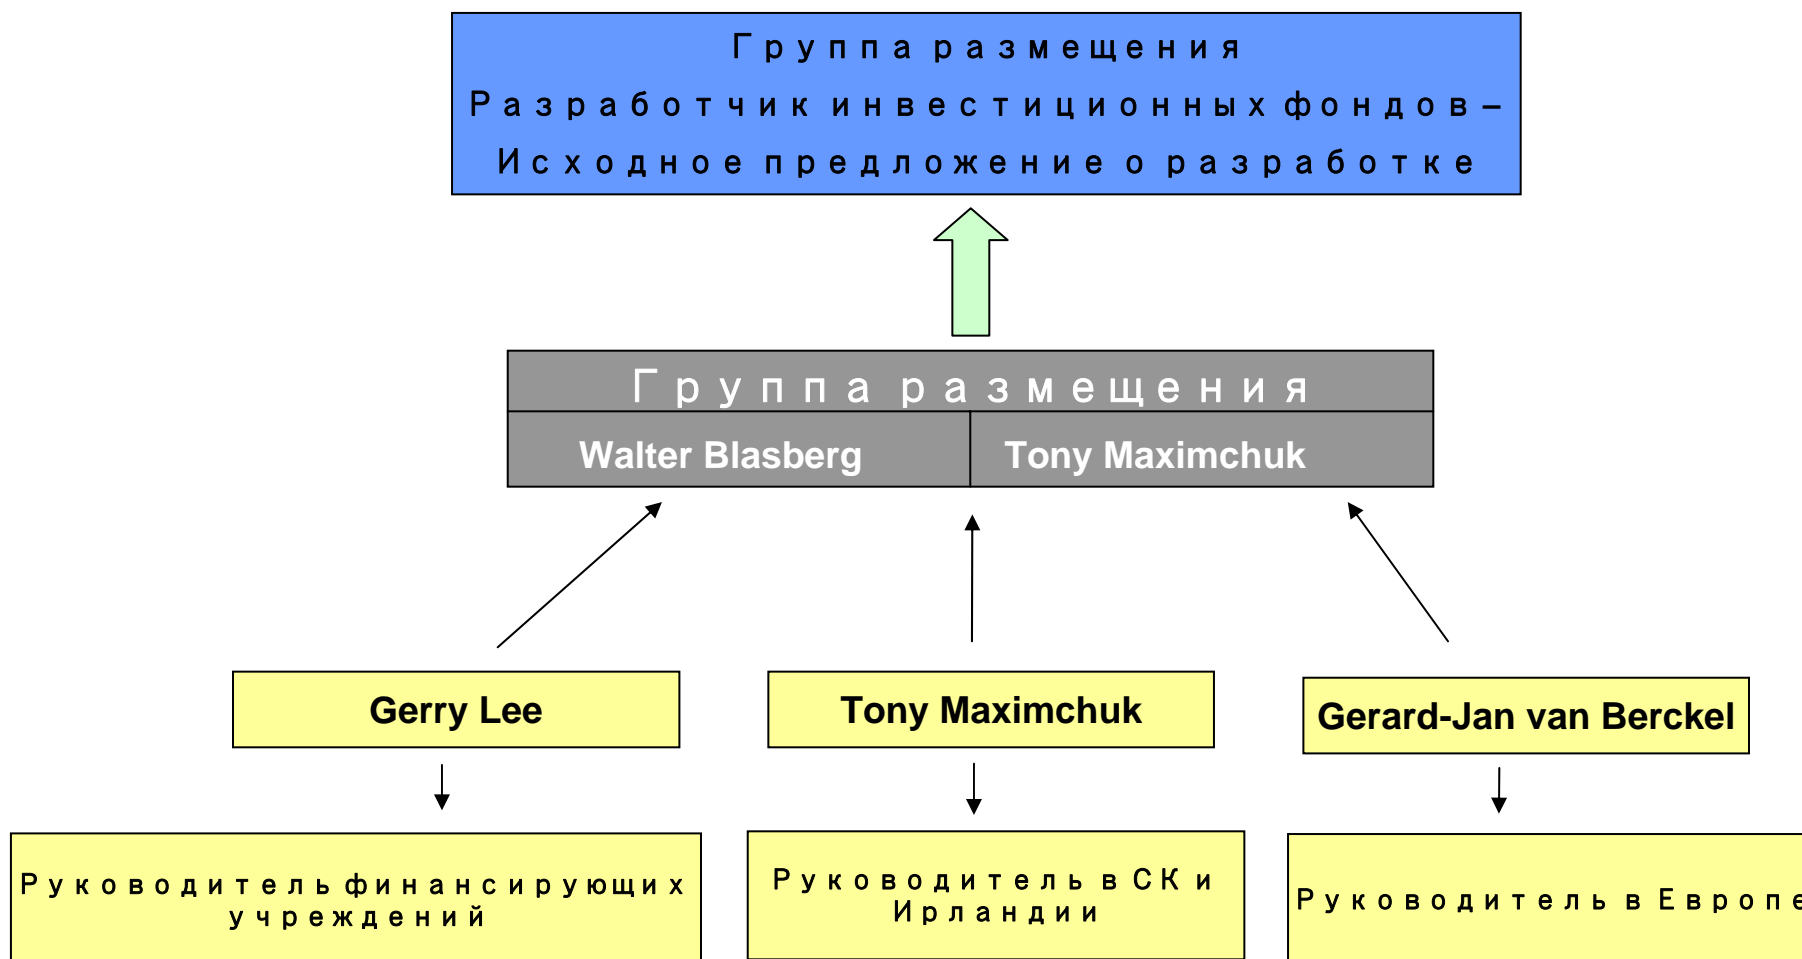 Группа размещения
Разработчик инвестиционных фондов –
Исходное предложение о разработке
Группа размещения
Walter Blasberg
Tony Maximchuk
Gerry Lee
Tony Maximchuk
Gerard-Jan van Berckel
Руководитель финансирующих
учреждений
Руководитель в СК и
Ирландии
Руководитель в Европе